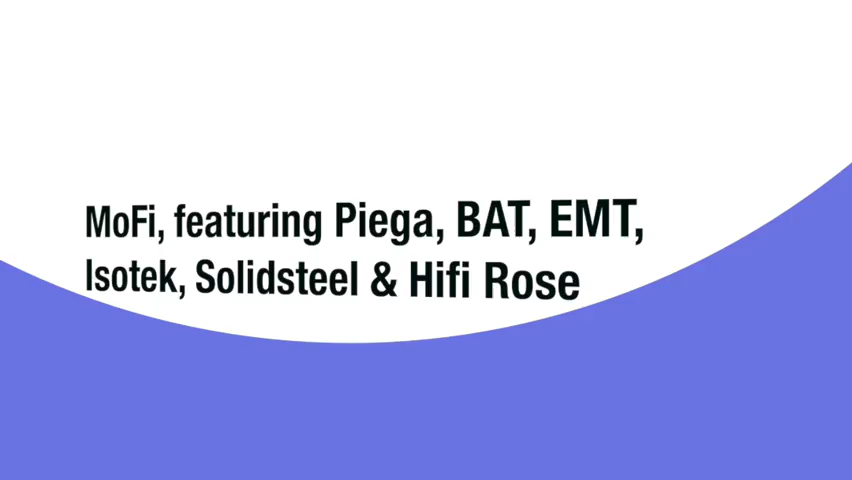 MoFi, featuring Piega, BAT, EMT,
Isotek, Solidsteel & Hifi Rose